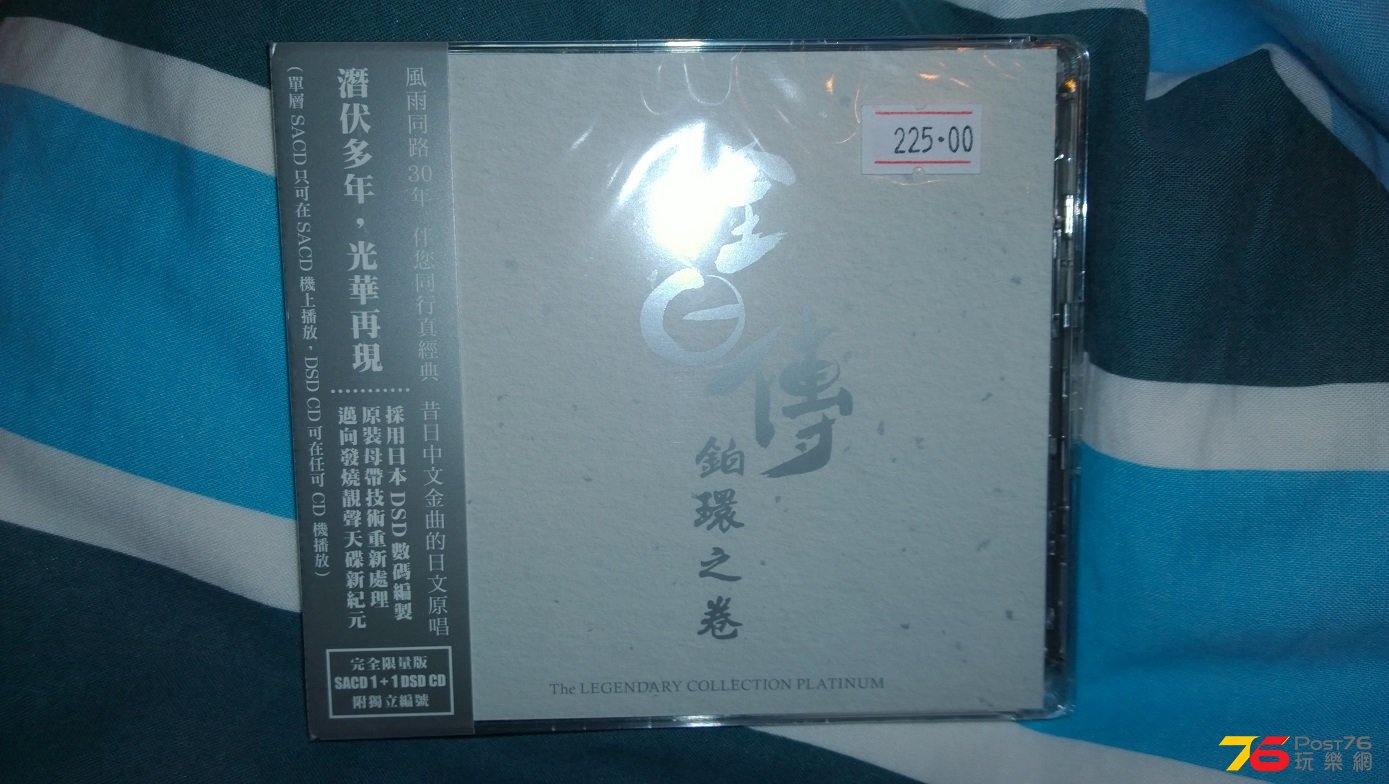 風雨同路30年 伴您同行真經典 昔日中文金曲的日文原唱
潛伏多年，光華再現
採用日本DSD數碼編製
原裝母帶技術重新處理
邁向發燒靚聲天碟新紀元
（單層SACD只可在SACD機上播放，DSD CD可在任可CD機播放）
完全限量版
SACD 1+1 DSD CD
附獨立編號
225.00
傳
鉑環之卷
The LEGENDARY COLLECTION PLATINUM
76 Post76
玩樂網